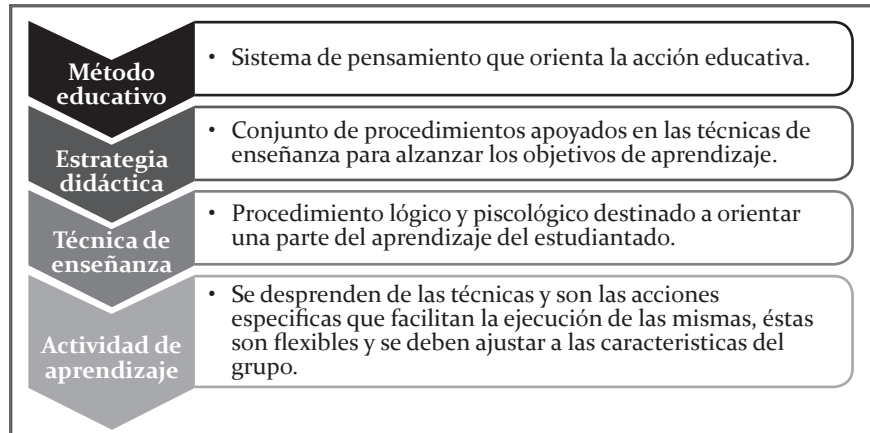 Método
educativo
• Sistema de pensamiento que orienta la acción educativa.
Estrategia
didáctica
• Conjunto de procedimientos apoyados en las técnicas de
enseñanza para alzanzar los objetivos de aprendizaje.
Técnica de
enseñanza
• Procedimiento lógico y piscológico destinado a orientar
una parte del aprendizaje del estudiantado.
Actividad de
aprendizaje
• Se desprenden de las técnicas y son las acciones
especificas que facilitan la ejecución de las mismas, éstas
son flexibles y se deben ajustar a las caracteristicas del
grupo.